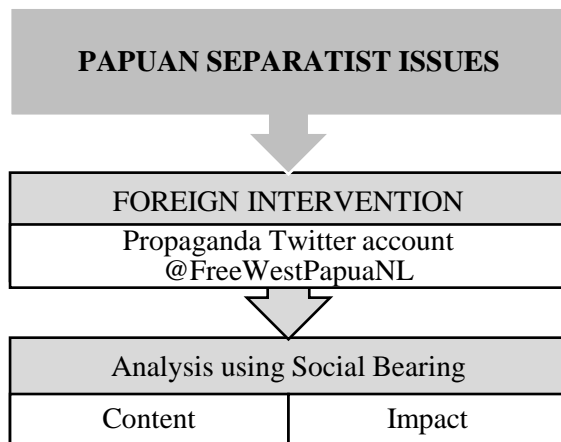 PAPUAN SEPARATIST ISSUES
FOREIGN INTERVENTION
Propaganda Twitter account
@FreeWestPapuaNL
Analysis using Social Bearing
Content
Impact